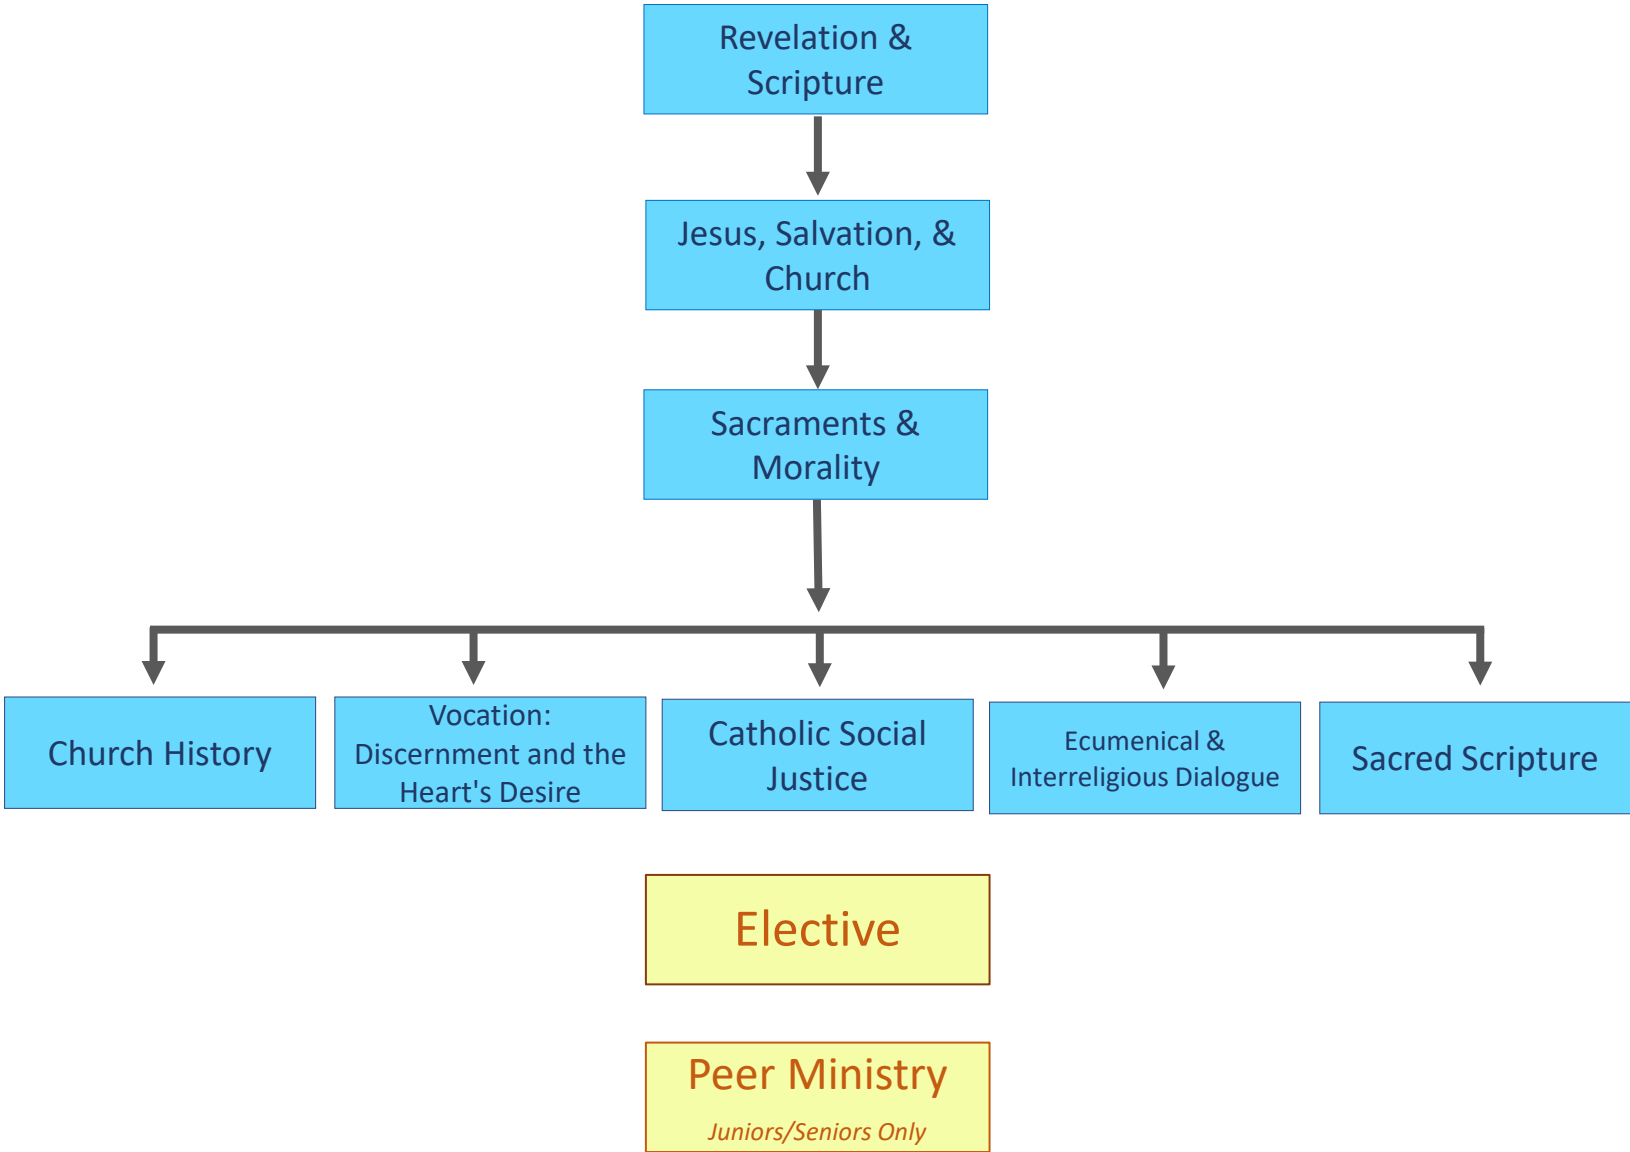 Revelation &
Scripture
Jesus, Salvation, &
Church
Sacraments &
Morality
Church History
Vocation:
Discernment and the
Heart's Desire
Catholic Social
Justice
Ecumenical &
Interreligious Dialogue
Sacred Scripture
Elective
Peer Ministry
Juniors/Seniors Only